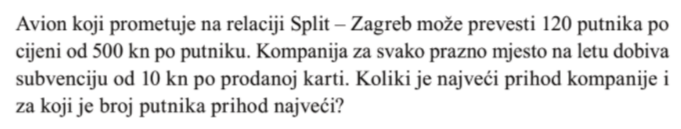 Avion koji prometuje na relaciji Split – Zagreb može prevesti 120 putnika po
cijeni od 500 kn po putniku. Kompanija za svako prazno mjesto na letu dobiva
subvenciju od 10 kn po prodanoj karti. Koliki je najveći prihod kompanije i
za koji je broj putnika prihod najveći?